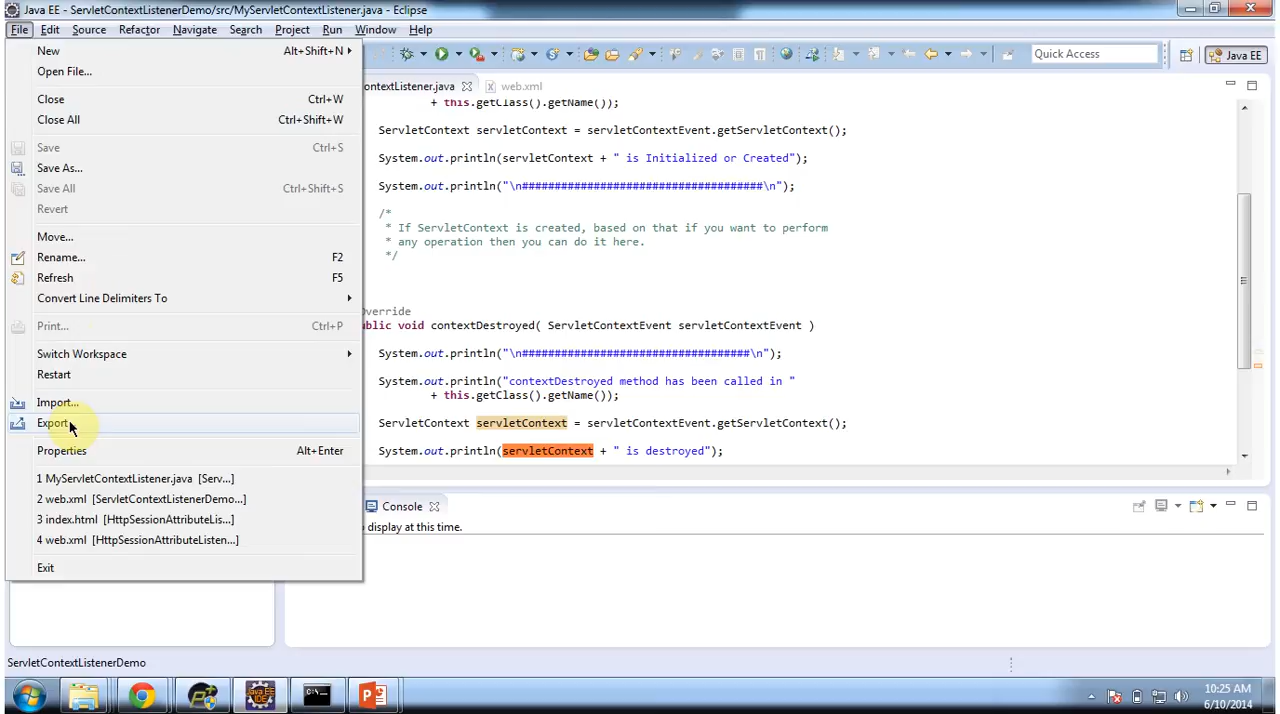 Java EE - ServletContextListenerDemo/src/MyServletContextListener.java - Eclipse
File Edit Source Refactor Navigate Search Project Run Window Help
New Alt+Shift+N
Open File...
Close Ctrl+W
Close All Ctrl+Shift+W
Save Ctrl+S
Save As...
Save All Ctrl+Shift+S
Revert
Move...
Rename... F2
Refresh F5
Convert Line Delimiters To
Print... Ctrl+P
Switch Workspace
Restart
Import...
Export
Properties Alt+Enter
1 MyServletContextListener.java [Serv...]
2 web.xml [ServletContextListenerDemo...]
3 index.html [HttpSessionAttributeLis...]
4 web.xml [HttpSessionAttributeListen...]
Exit
Quick Access
Java EE
ontextListener.java web.xml
+ this.getClass().getName());
ServletContext servletContext = servletContextEvent.getServletContext();
System.out.println(servletContext + " is Initialized or Created");
System.out.println("\n#####################################\n");
/*
* If ServletContext is created, based on that if you want to perform
* any operation then you can do it here.
*/
Override
ublic void contextDestroyed( ServletContextEvent servletContextEvent )
System.out.println("\n###################################\n");
System.out.println("contextDestroyed method has been called in "
+ this.getClass().getName());
ServletContext servletContext = servletContextEvent.getServletContext();
System.out.println(servletContext + " is destroyed");
Console
display at this time.
ServletContextListenerDemo
Java EE
IDE
10:25 AM
6/10/2014